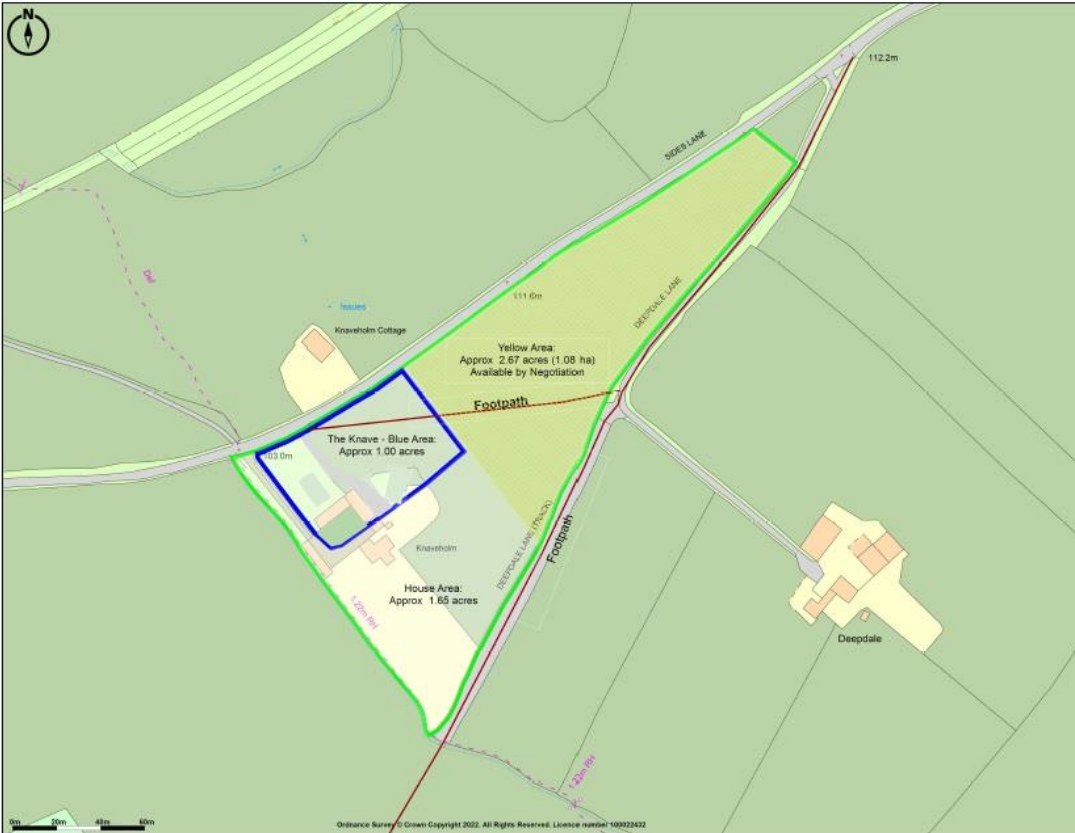 N
112.2m
SIDES LANE
Def
111.6m
DEEPDALE LANE
Issues
Knaveholm Cottage
Yellow Area:
Approx 2.67 acres (1.08 ha)
Available by Negotiation
Footpath
The Knave - Blue Area:
Approx 1.00 acres
103.0m
DEEPDALE LANE (TRACK)
Footpath
Knaveholm
House Area:
Approx 1.65 acres
1.22m RH
Deepdale
1.22m RH
0m 20m 40m 60m
Ordnance Survey © Crown Copyright 2022. All Rights Reserved. Licence number 100022432